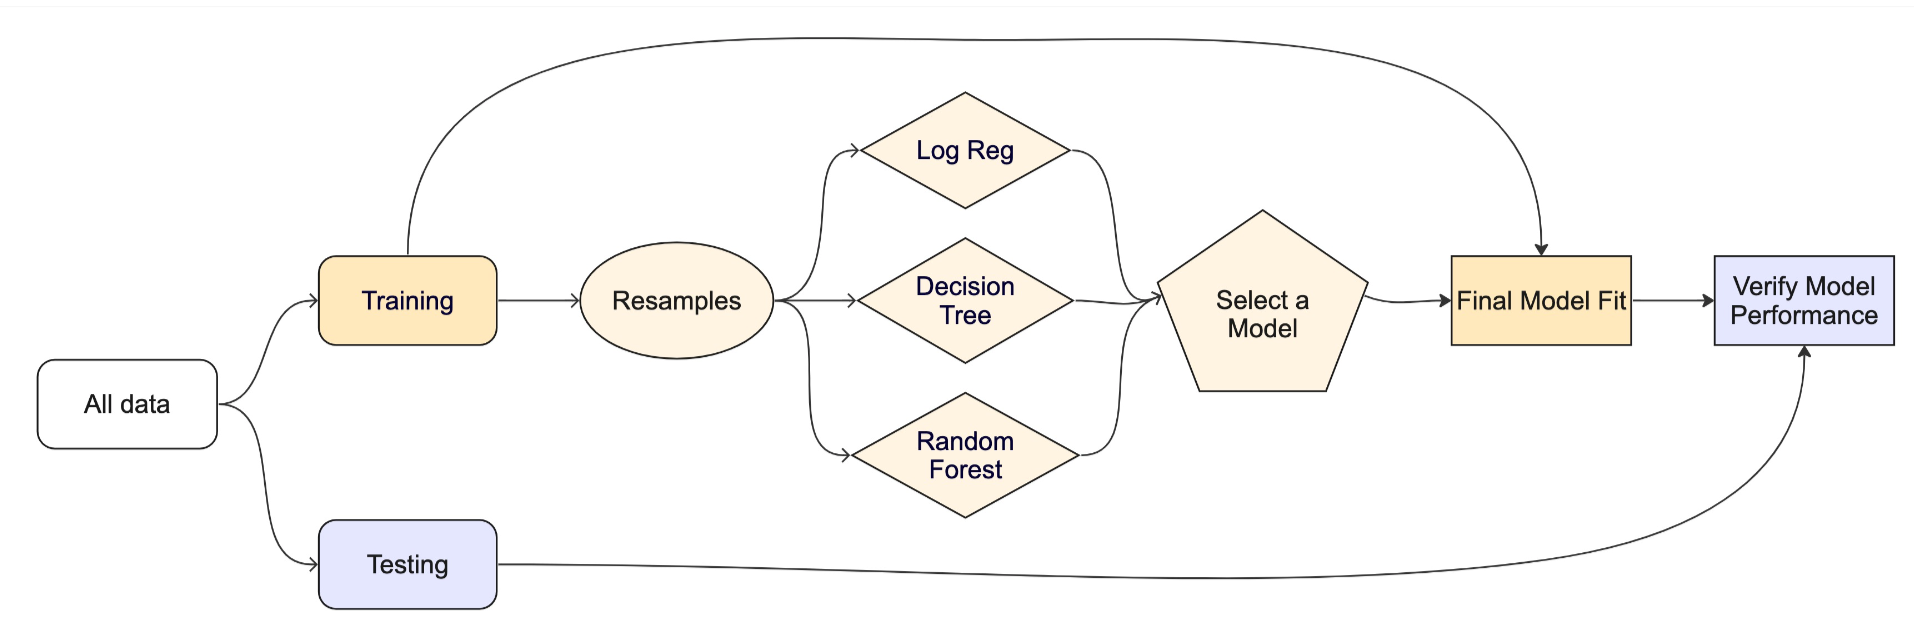 All data
Training
Testing
Resamples
Log Reg
Decision
Tree
Random
Forest
Select a
Model
Final Model Fit
Verify Model
Performance